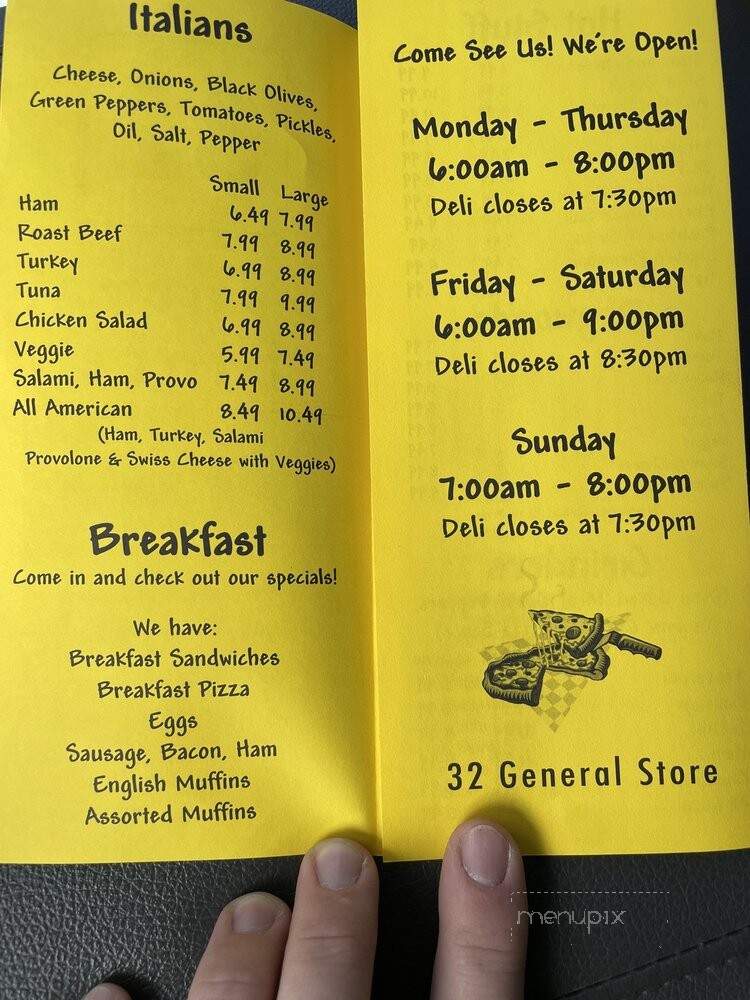 Italians
Cheese, Onions, Black Olives,
Green Peppers, Tomatoes, Pickles,
Oil, Salt, Pepper
Small Large
Ham 6.49 7.99
Roast Beef 7.99 8.99
Turkey 6.99 8.99
Tuna 7.99 9.99
Chicken Salad 6.99 8.99
Veggie 5.99 7.49
Salami, Ham, Provo 7.49 8.99
All American 8.49 10.49
(Ham, Turkey, Salami
Provolone & Swiss Cheese with Veggies)
Breakfast
Come in and check out our specials!
We have:
Breakfast Sandwiches
Breakfast Pizza
Eggs
Sausage, Bacon, Ham
English Muffins
Assorted Muffins
Come See Us! We're Open!
Monday - Thursday
6:00am - 8:00pm
Deli closes at 7:30pm
Friday - Saturday
6:00am - 9:00pm
Deli closes at 8:30pm
Sunday
7:00am - 8:00pm
Deli closes at 7:30pm
32 General Store
menupix